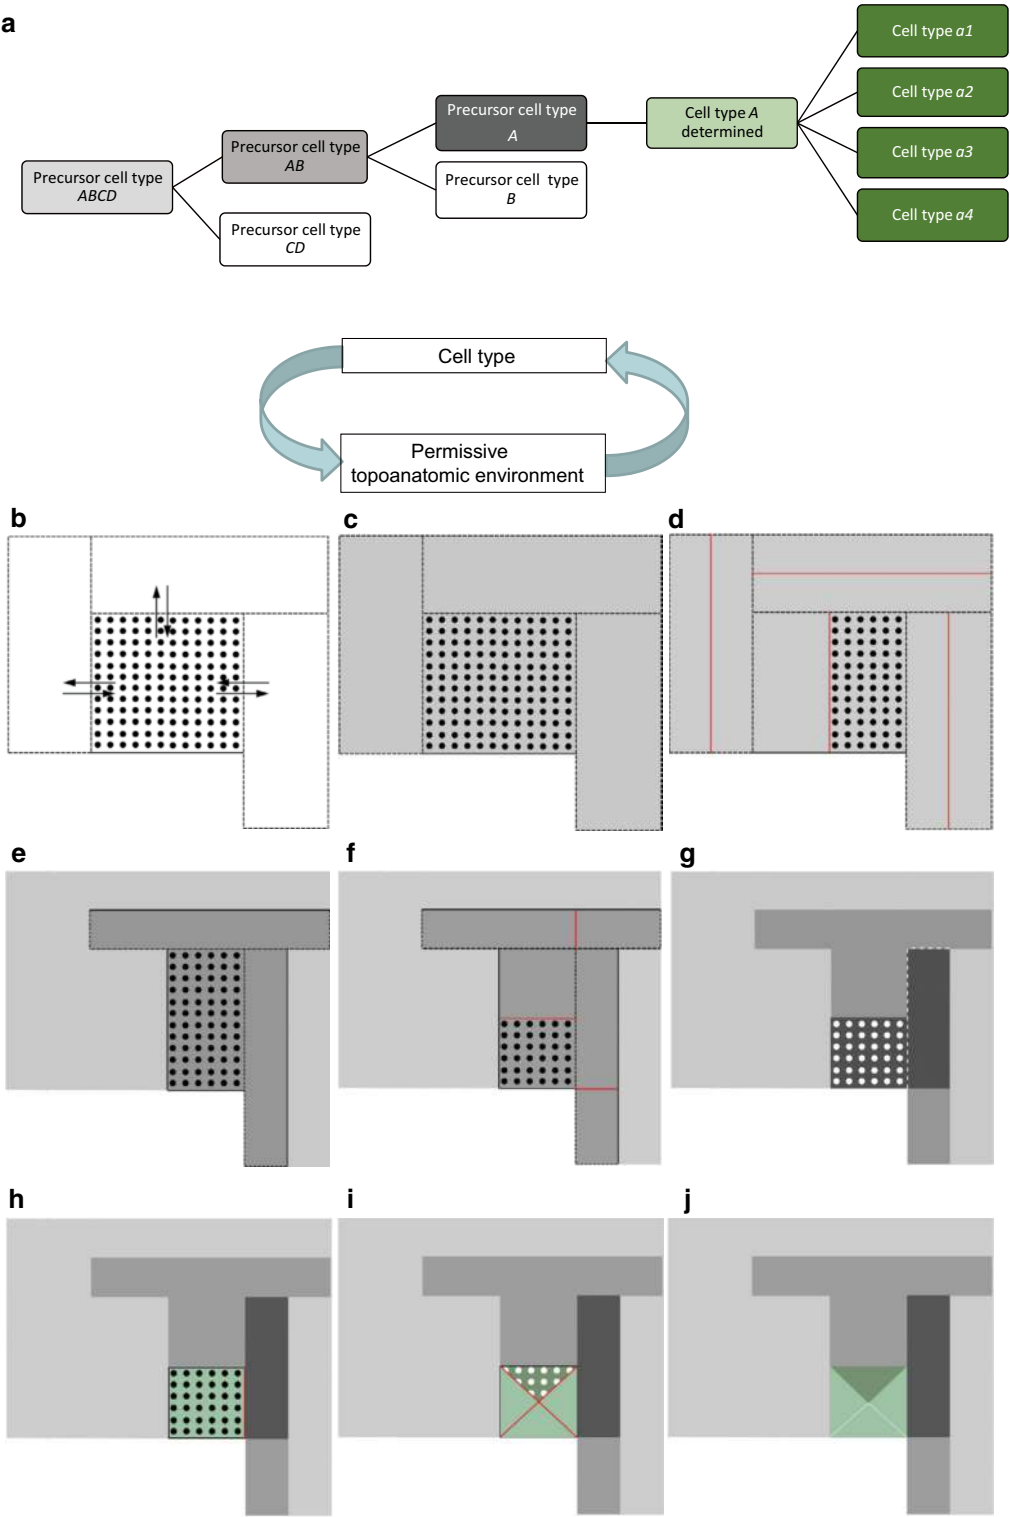 a
Cell type a1
Cell type a2
Cell type a3
Cell type a4
Precursor cell type
A
Cell type A
determined
Precursor cell type
AB
Precursor cell type
B
Precursor cell type
ABCD
Precursor cell type
CD
Cell type
Permissive
topoanatomic environment
b
c
d
e
f
g
h
i
j